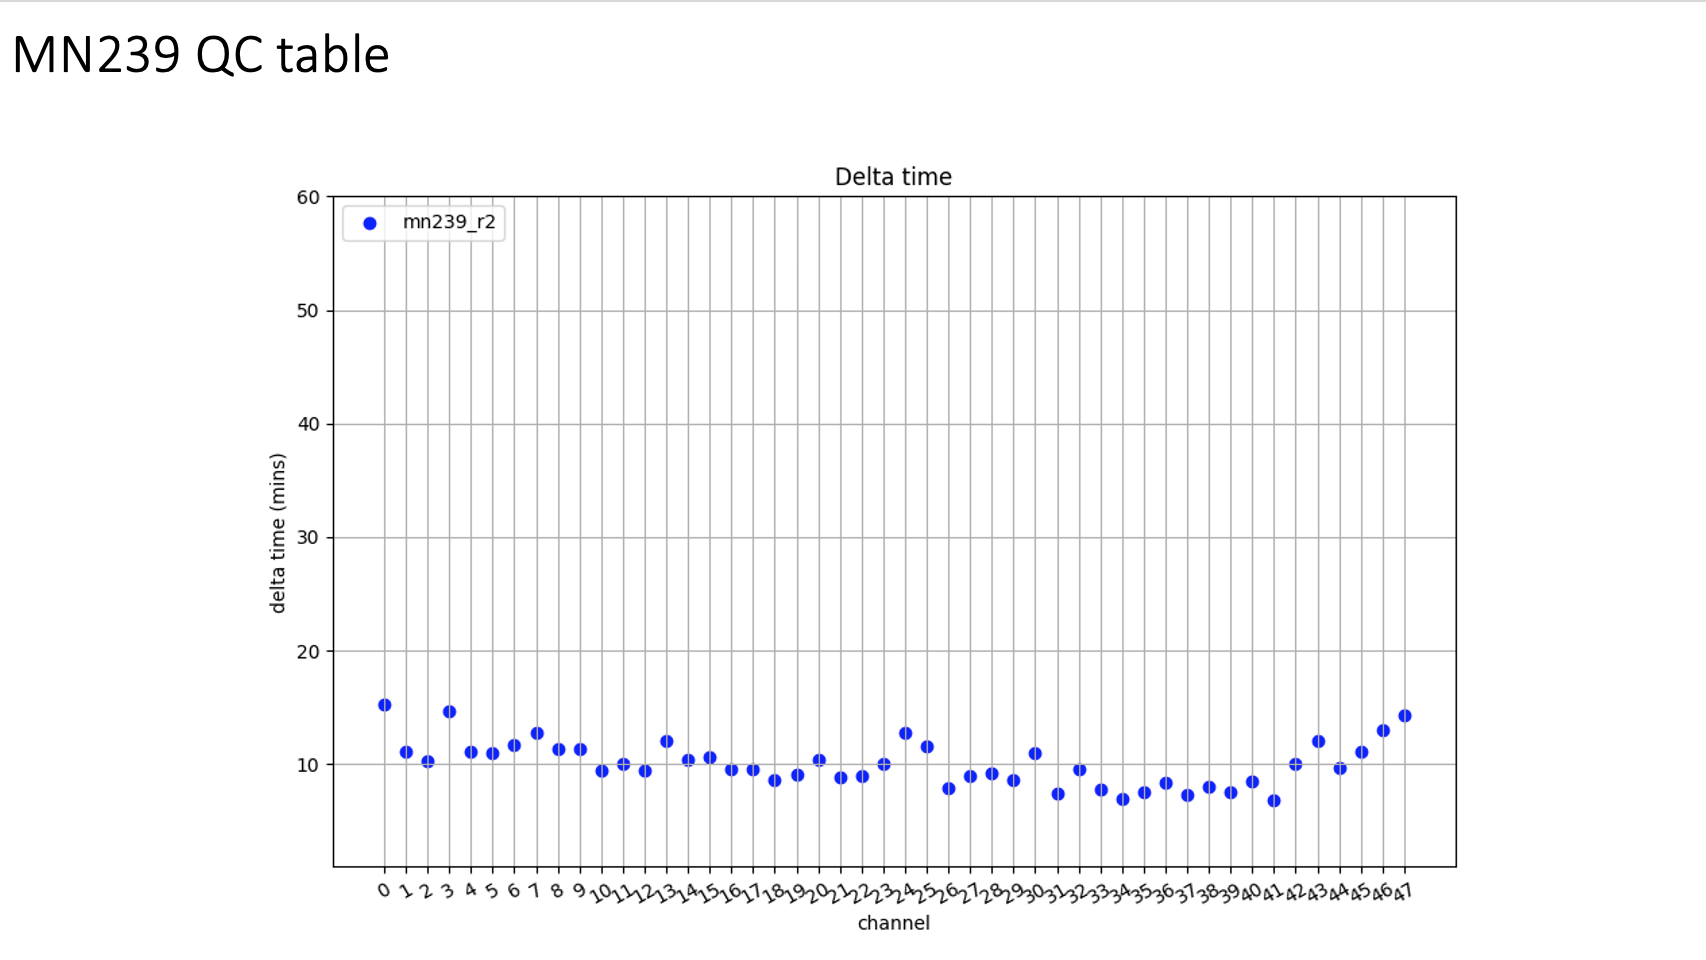 MN239 QC table
Delta time
mn239_r2
60
50
40
30
20
10
delta time (mins)
0 1 2 3 4 5 6 7 8 9 10 11 12 13 14 15 16 17 18 19 20 21 22 23 24 25 26 27 28 29 30 31 32 33 34 35 36 37 38 39 40 41 42 43 44 45 46 47
channel